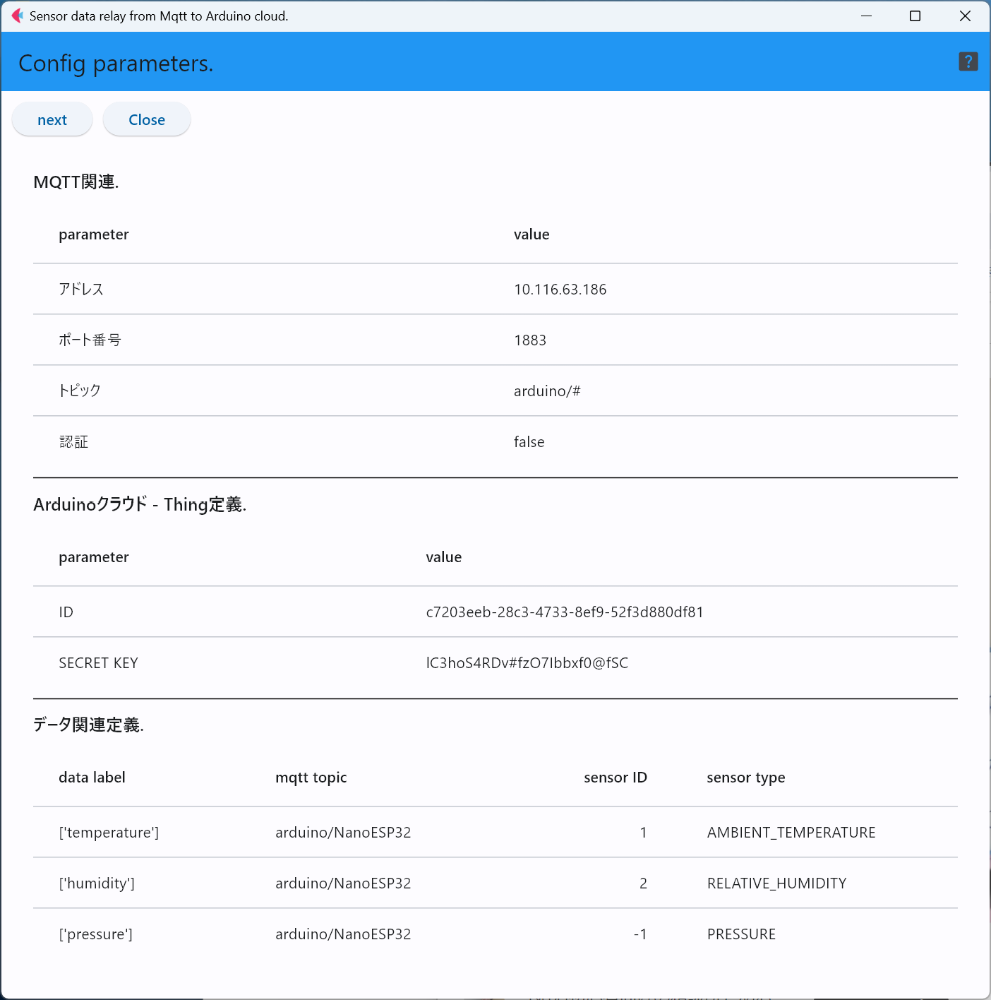 Sensor data relay from Mqtt to Arduino cloud.
Config parameters.
?
next Close
MQTT関連.
parameter value
アドレス 10.116.63.186
ポート番号 1883
トピック arduino/#
認証 false
Arduinoクラウド - Thing定義.
parameter value
ID c7203eeb-28c3-4733-8ef9-52f3d880df81
SECRET KEY lC3hoS4RDv#fzO7Ibbxf0@fSC
データ関連定義.
data label mqtt topic sensor ID sensor type
['temperature'] arduino/NanoESP32 1 AMBIENT_TEMPERATURE
['humidity'] arduino/NanoESP32 2 RELATIVE_HUMIDITY
['pressure'] arduino/NanoESP32 -1 PRESSURE